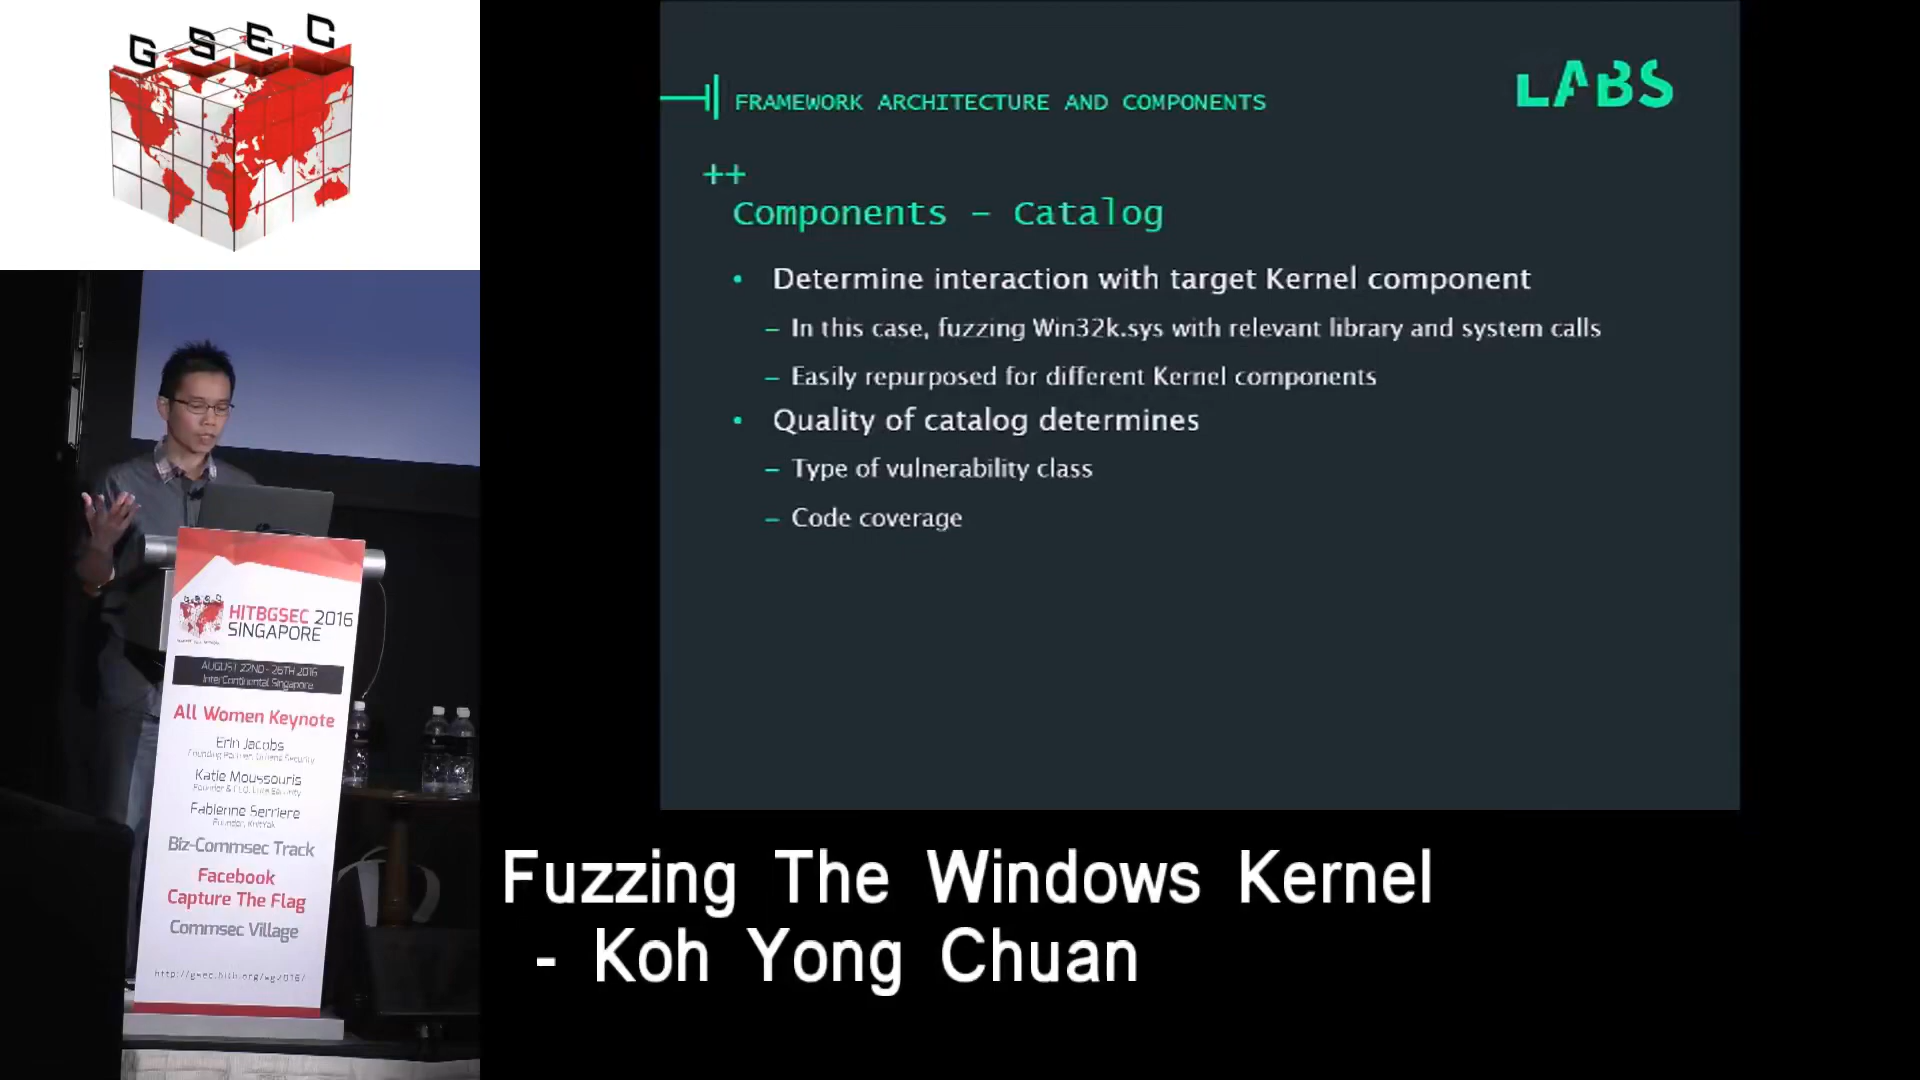 GSEC
LABS
FRAMEWORK ARCHITECTURE AND COMPONENTS
++
Components – Catalog
• Determine interaction with target Kernel component
– In this case, fuzzing Win32k.sys with relevant library and system calls
– Easily repurposed for different Kernel components
• Quality of catalog determines
– Type of vulnerability class
– Code coverage
HITBGSEC 2016
SINGAPORE
AUGUST 22ND - 26TH 2016
InterContinental Singapore
All Women Keynote
Erin Jacobs
Katie Moussouris
Fabienne Serriere
Biz-Commsec Track
Facebook
Capture The Flag
Commsec Village
Fuzzing The Windows Kernel
- Koh Yong Chuan